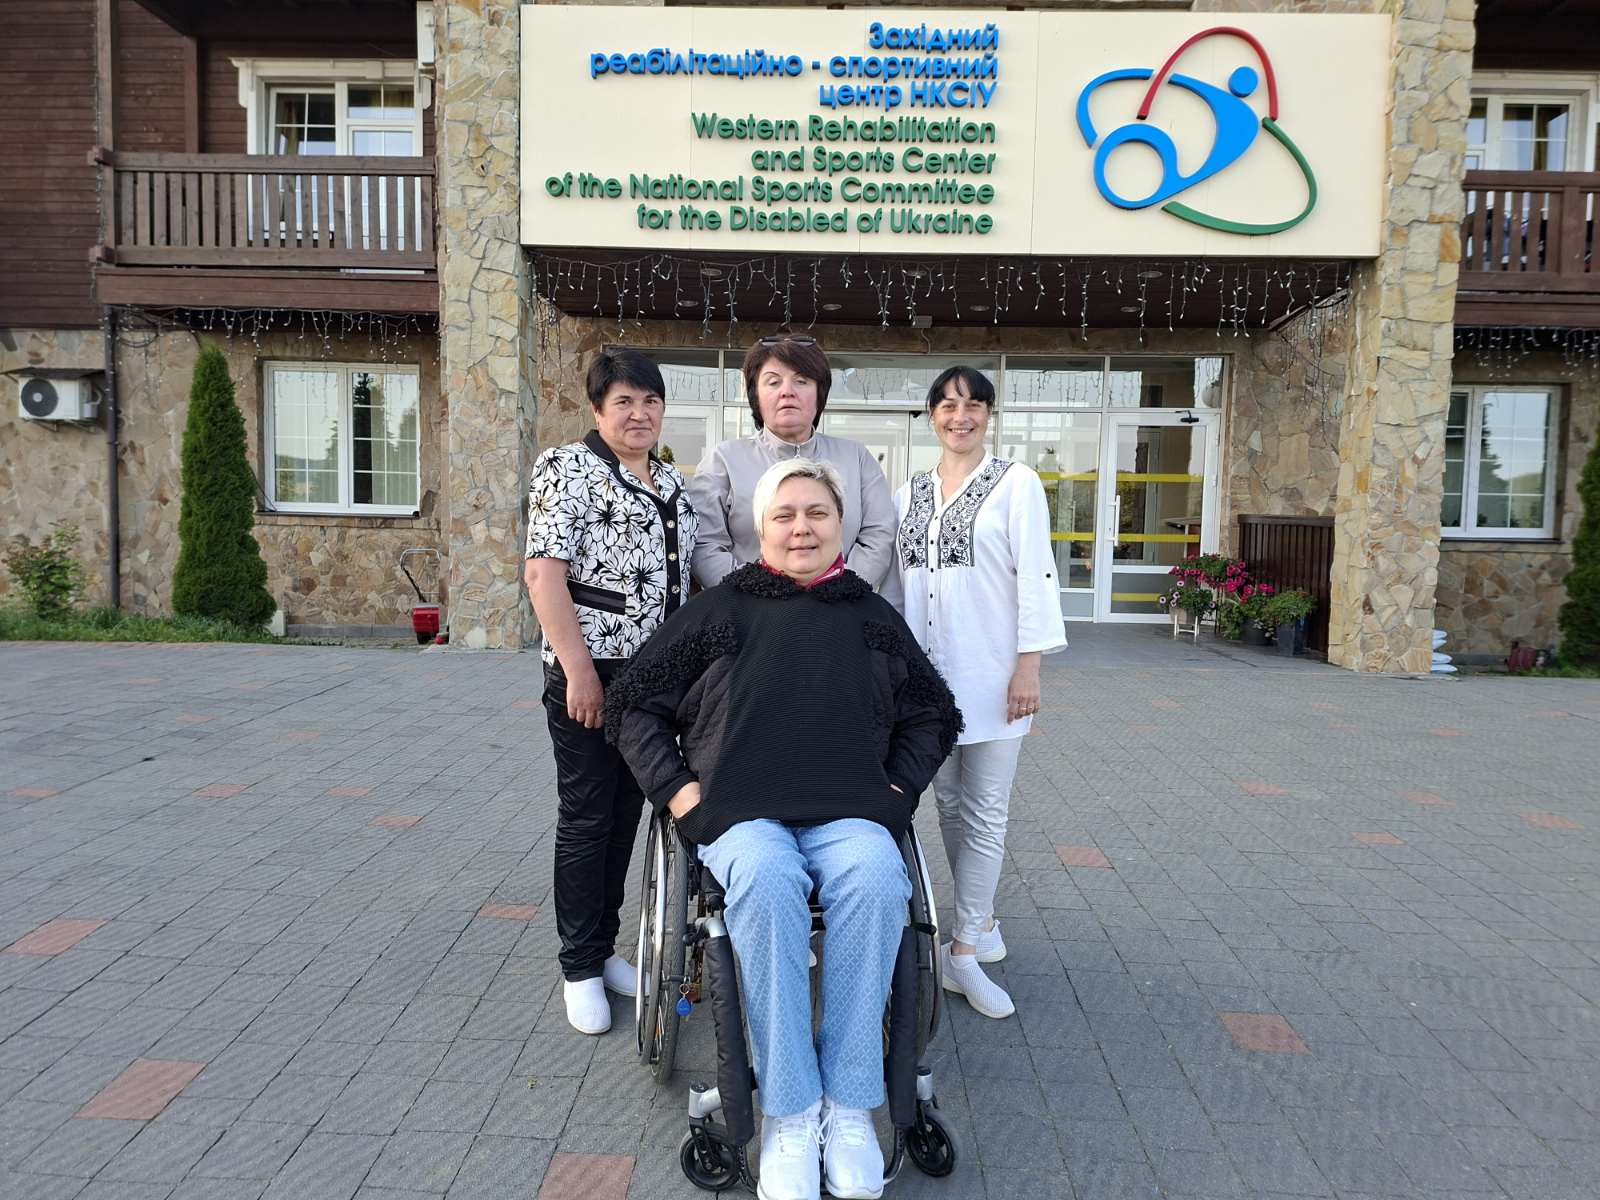 Західний
реабілітаційно - спортивний
центр НКСІУ
Western Rehabilitation
and Sports Center
of the National Sports Committee
for the Disabled of Ukraine